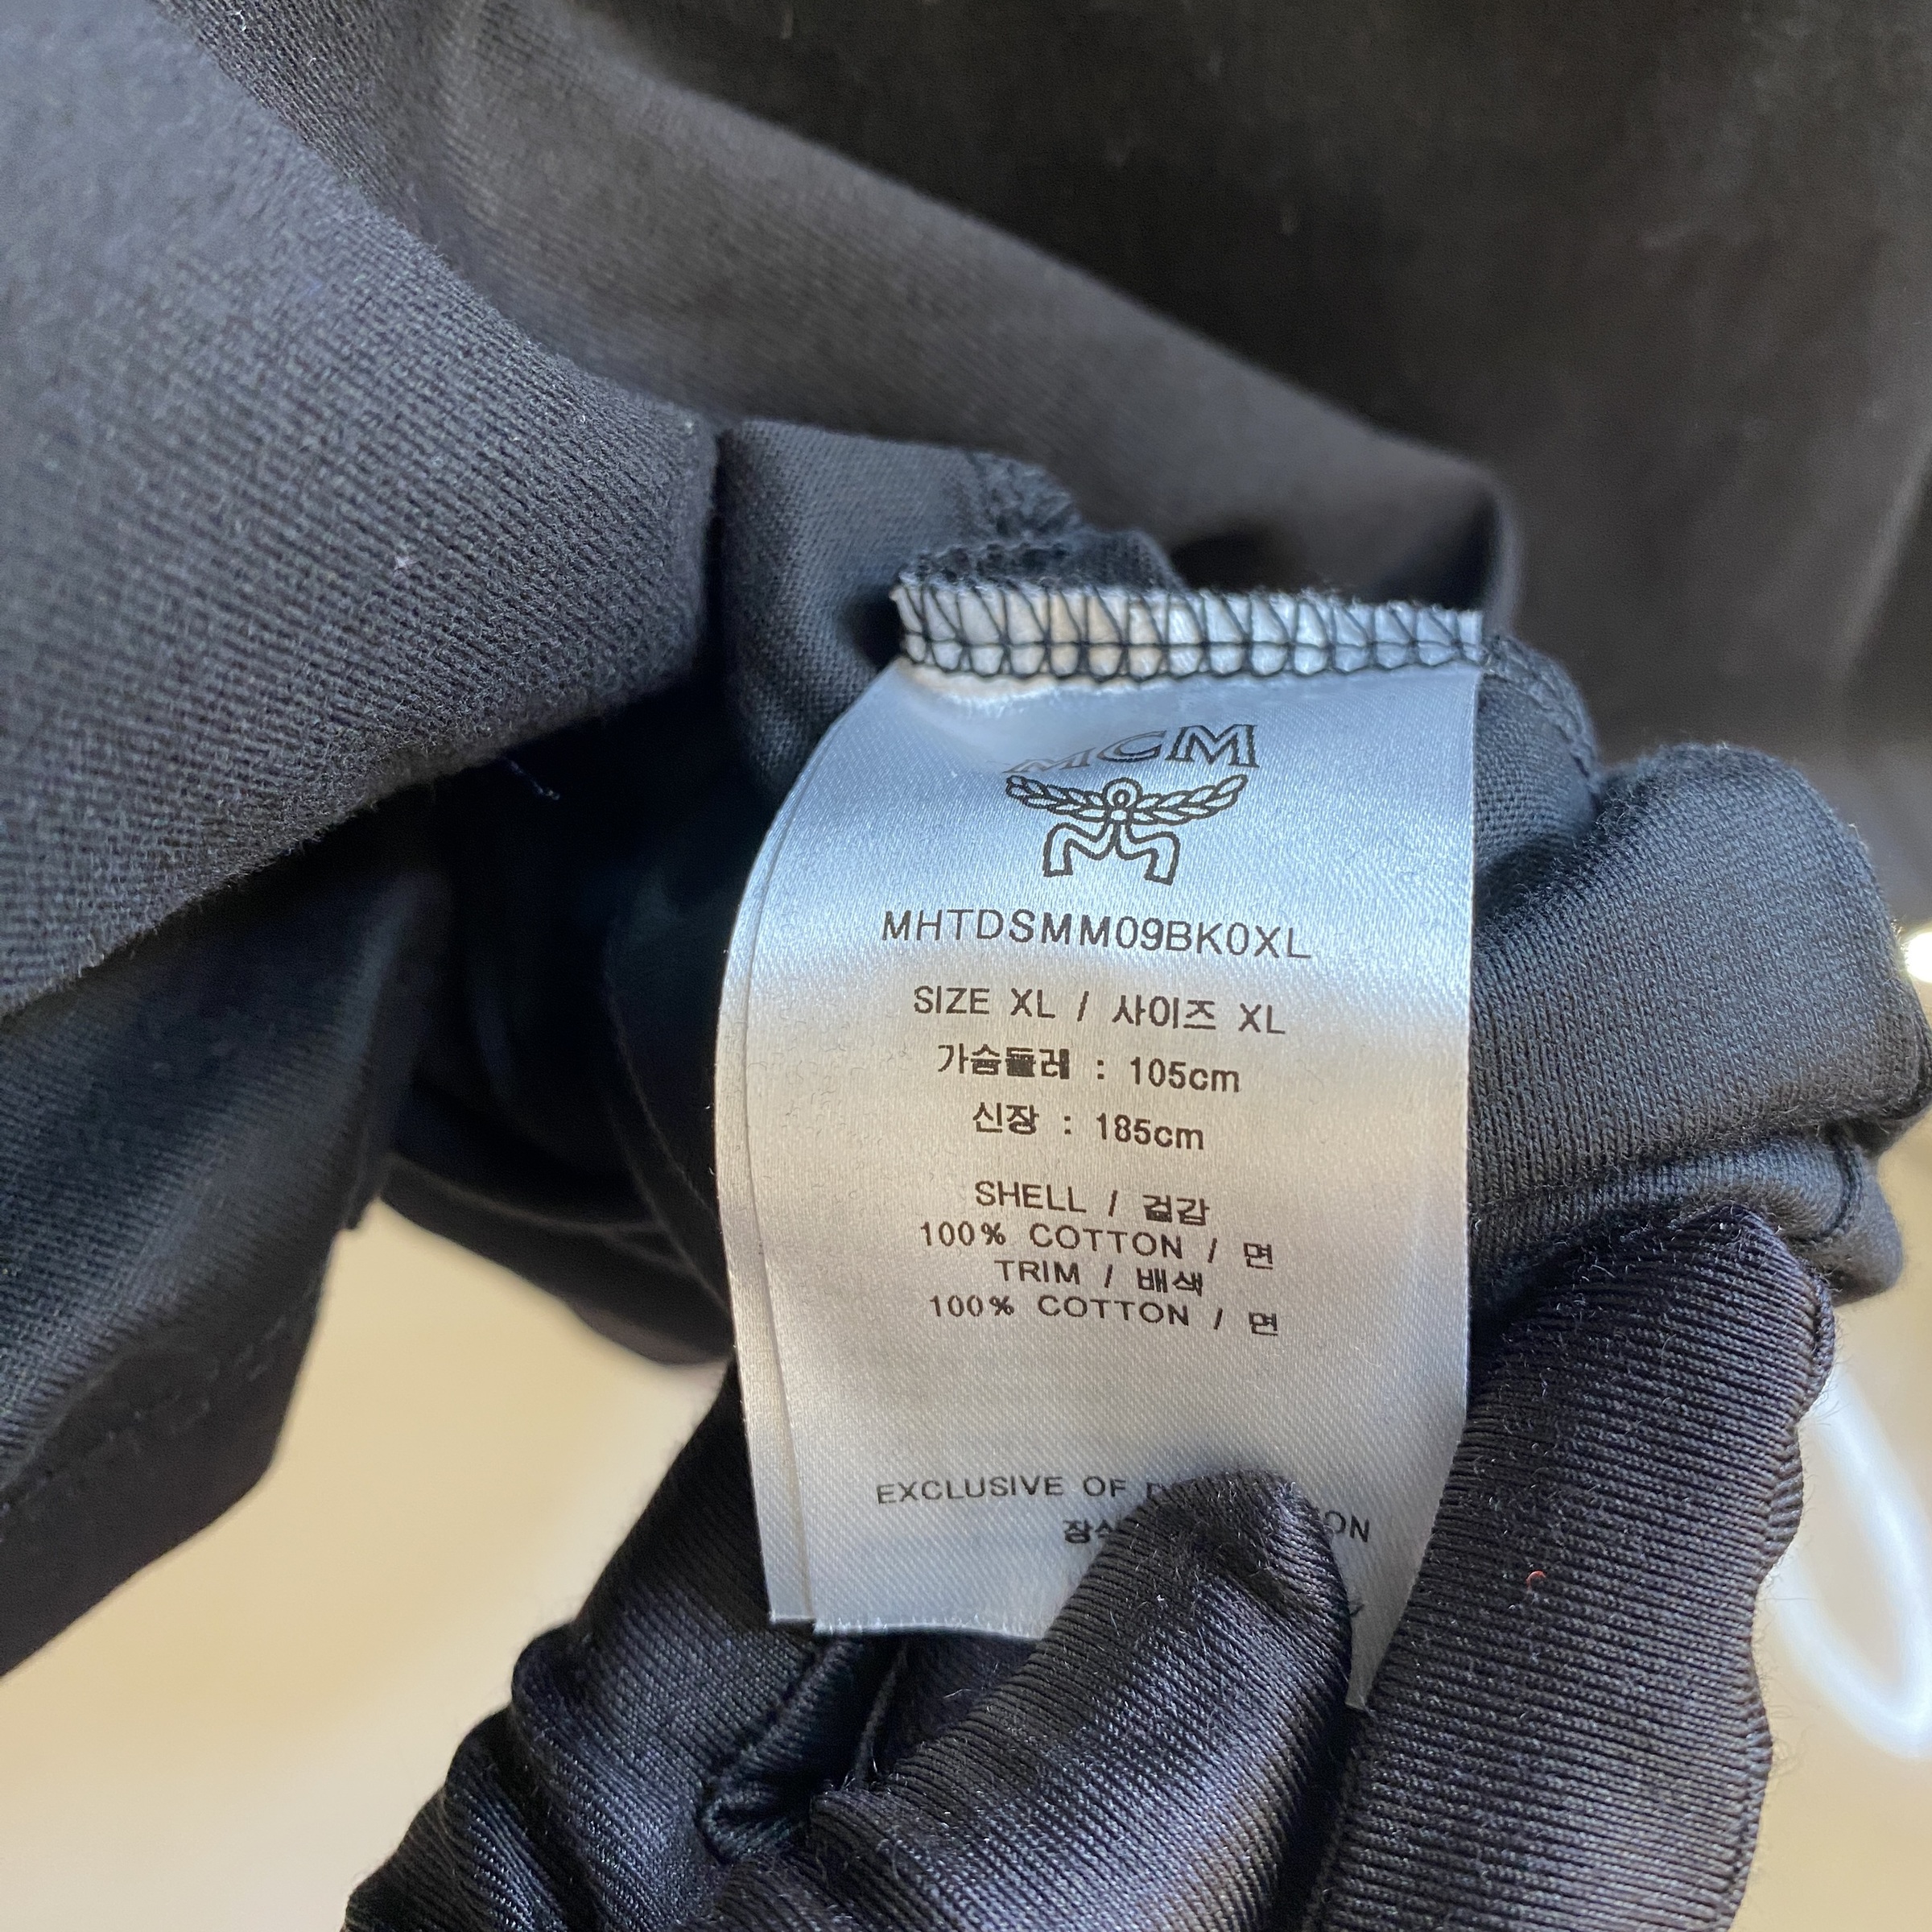 MCM
MHTDSMM09BK0XL
SIZE XL / 사이즈 XL
가슴둘레 : 105cm
신장 : 185cm
SHELL / 겉감
100% COTTON / 면
TRIM / 배색
100% COTTON / 면
EXCLUSIVE OF